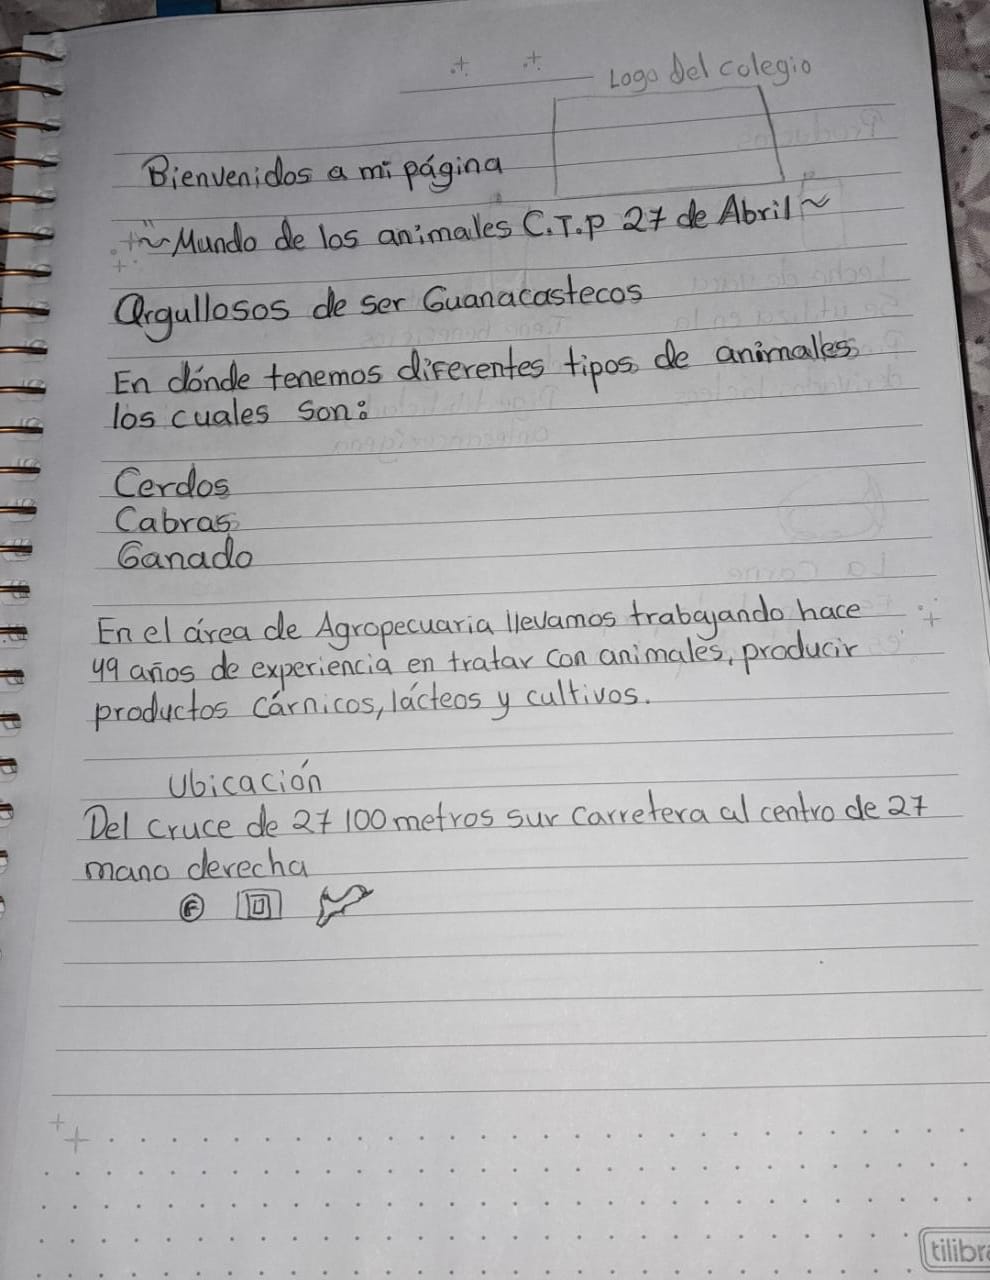 Logo del colegio
Bienvenidos a mi página
~ Mundo de los animales C.T.P 27 de Abril ~
Orgullosos de ser Guanacastecos
En dónde tenemos diferentes tipos de animales
los cuales son:
Cerdos
Cabras
Ganado
En el área de Agropecuaria llevamos trabajando hace
49 años de experiencia en tratar con animales, producir
productos cárnicos, lácteos y cultivos.
Ubicación
Del cruce de 27 100 metros sur carretera al centro de 27
mano derecha
F
tilibra